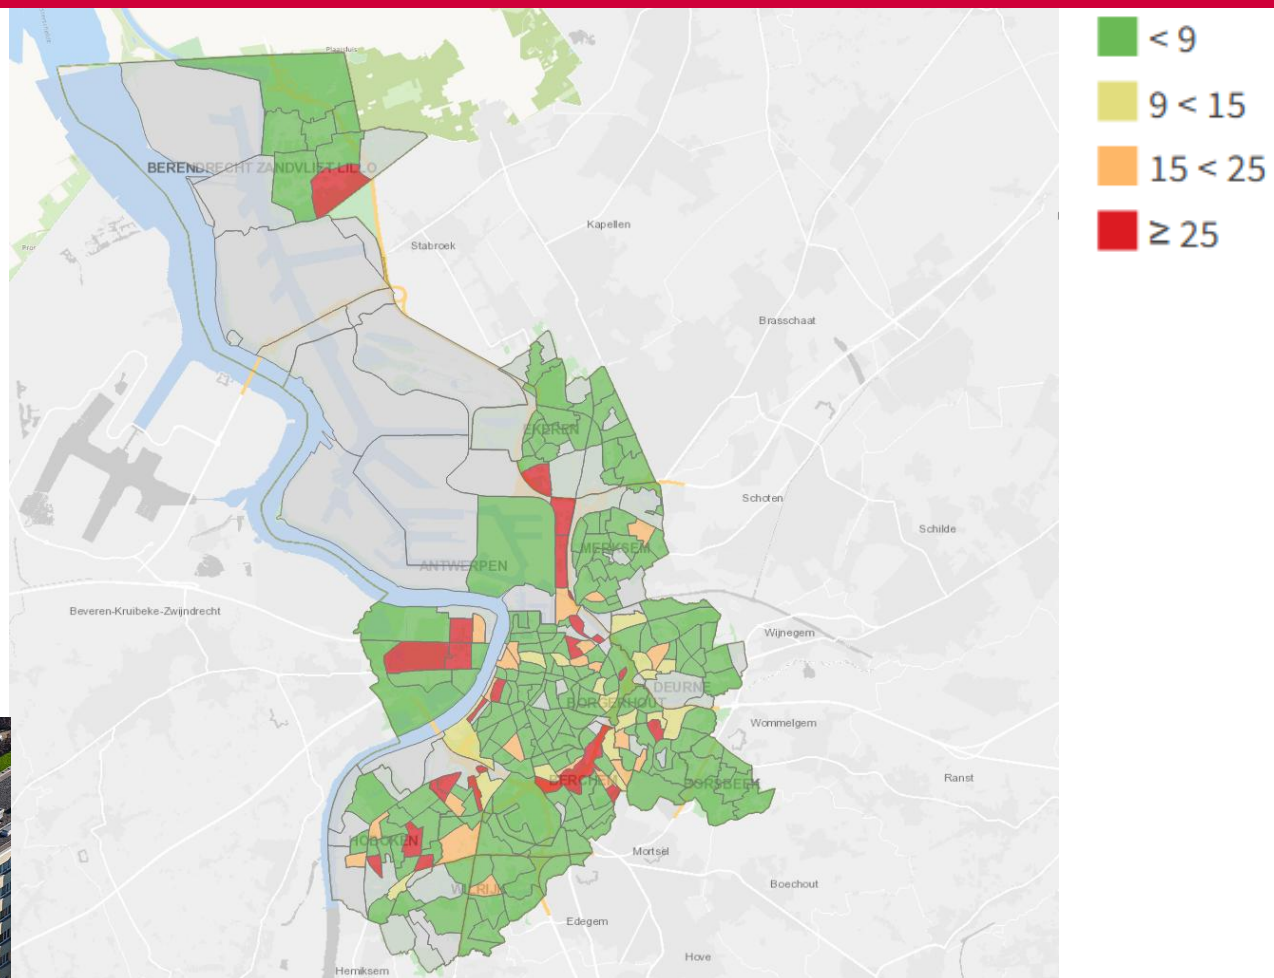 < 9
9 < 15
15 < 25
≥ 25
BERENDRECHT ZANDVLIET LILLO
Kapellen
Stabroek
Brasschaat
EKEREN
Schoten
Schilde
MERKSEM
ANTWERPEN
Beveren-Kruibeke-Zwijndrecht
Wijnegem
DEURNE
BORGERHOUT
Wommelgem
Ranst
BERCHEM
BORSBEEK
HOBOKEN
Mortsel
Boechout
WILRIJK
Edegem
Hove
Hemiksem